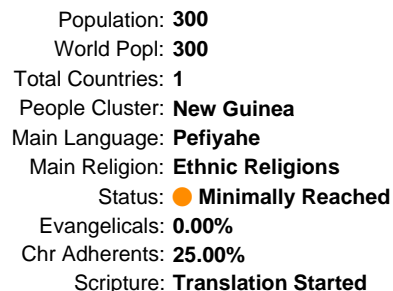 Population: 300
World Popl: 300
Total Countries: 1
People Cluster: New Guinea
Main Language: Pefiyahe
Main Religion: Ethnic Religions
Status: Minimally Reached
Evangelicals: 0.00%
Chr Adherents: 25.00%
Scripture: Translation Started